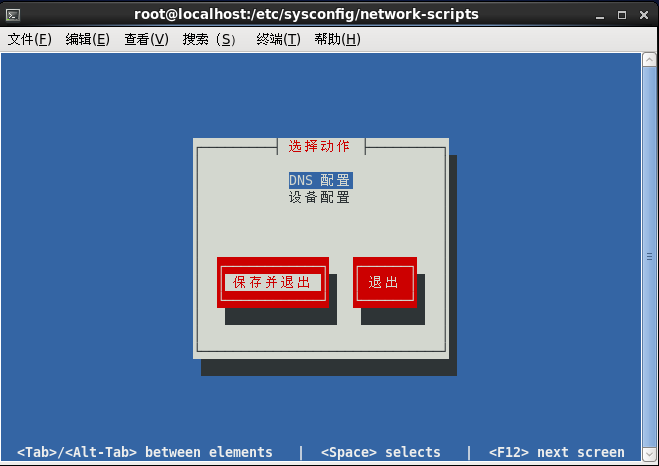 root@localhost:/etc/sysconfig/network-scripts
文件(F) 编辑(E) 查看(V) 搜索（S） 终端(T) 帮助(H)
选择动作
DNS 配置
设备配置
保存并退出 退出
<Tab>/<Alt-Tab> between elements | <Space> selects | <F12> next screen